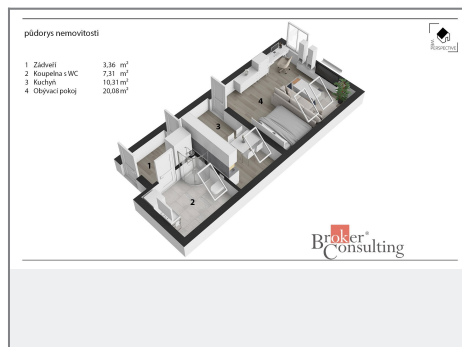 půdorys nemovitosti
1 Zádveří 3,36 m²
2 Koupelna s WC 7,31 m²
3 Kuchyň 10,31 m²
4 Obývací pokoj 20,08 m²
1
2
3
4
PERSPECTIVE
Broker®
Consulting